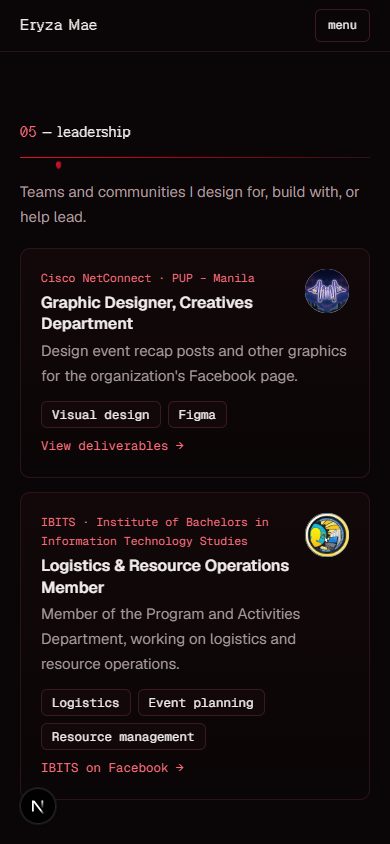 Eryza Mae
menu
05 — leadership
Teams and communities I design for, build with, or
help lead.
Cisco NetConnect · PUP – Manila
Graphic Designer, Creatives
Department
Design event recap posts and other graphics
for the organization's Facebook page.
Visual design
Figma
View deliverables →
IBITS · Institute of Bachelors in
Information Technology Studies
Logistics & Resource Operations
Member
Member of the Program and Activities
Department, working on logistics and
resource operations.
Logistics
Event planning
Resource management
IBITS on Facebook →
N